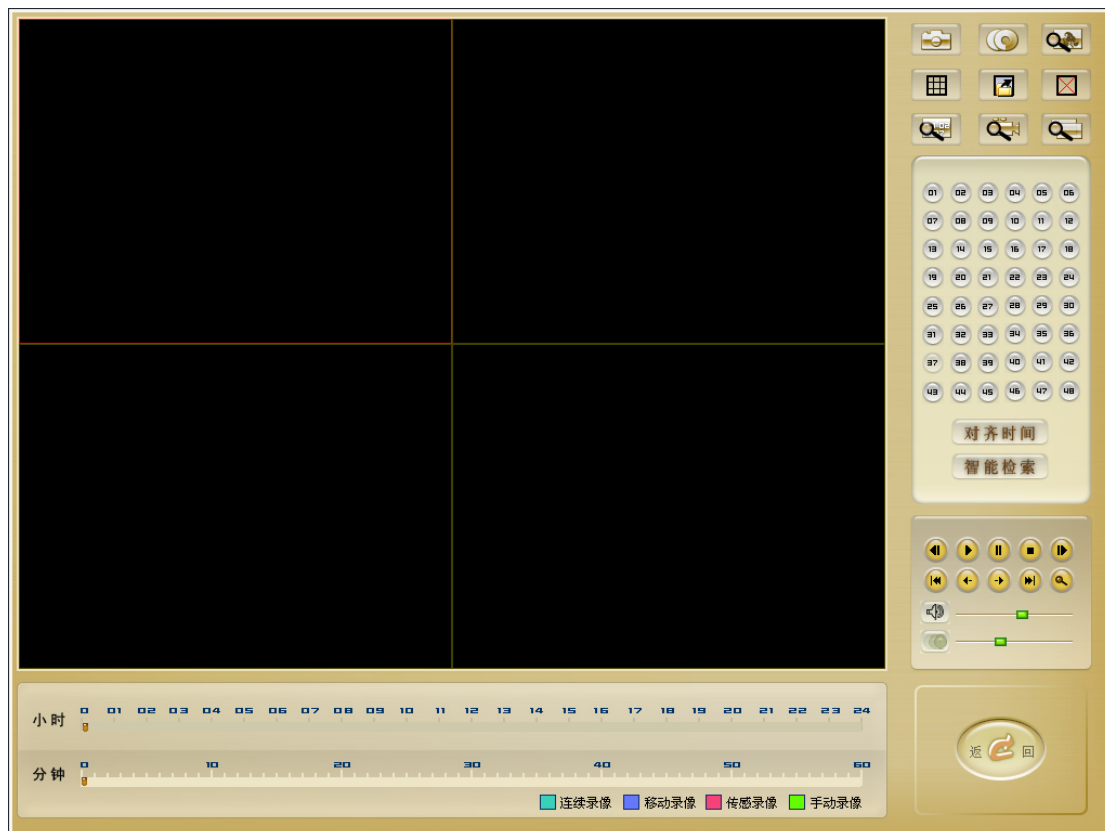 01 02 03 04 05 06
07 08 09 10 11 12
13 14 15 16 17 18
19 20 21 22 23 24
25 26 27 28 29 30
31 32 33 34 35 36
37 38 39 40 41 42
43 44 45 46 47 48
对齐时间
智能检索
小时 0 01 02 03 04 05 06 07 08 09 10 11 12 13 14 15 16 17 18 19 20 21 22 23 24
分钟 0 10 20 30 40 50 60
连续录像 移动录像 传感录像 手动录像
返回